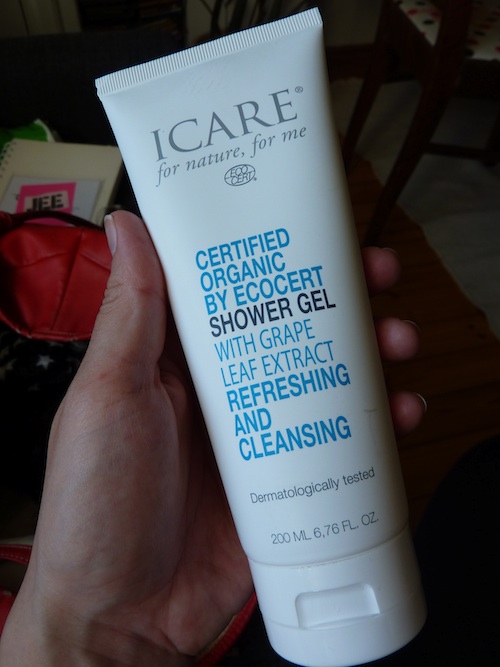 ICARE®
for nature, for me
ECO
CERT®
CERTIFIED
ORGANIC
BY ECOCERT
SHOWER GEL
WITH GRAPE
LEAF EXTRACT
REFRESHING
AND
CLEANSING
Dermatologically tested
200 ML 6,76 FL. OZ.
JEE